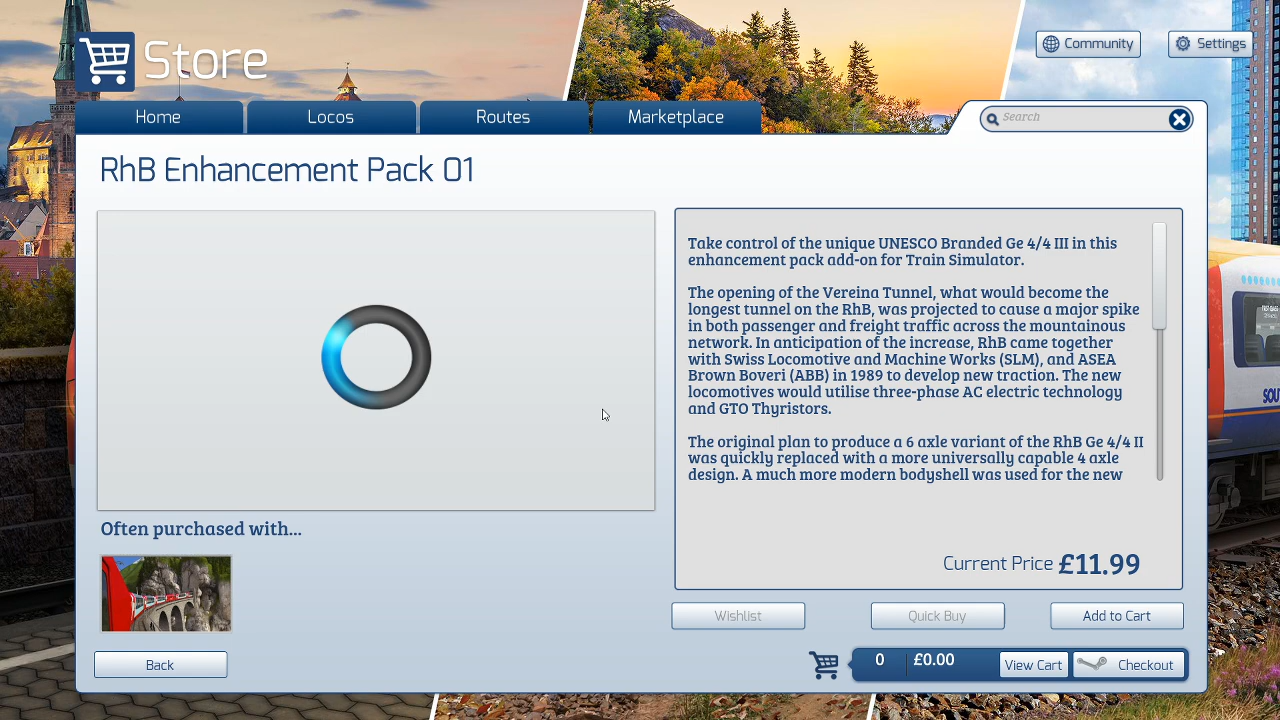 Store
Community
Settings
Home
Locos
Routes
Marketplace
Search
RhB Enhancement Pack 01
Take control of the unique UNESCO Branded Ge 4/4 III in this
enhancement pack add-on for Train Simulator.
The opening of the Vereina Tunnel, what would become the
longest tunnel on the RhB, was projected to cause a major spike
in both passenger and freight traffic across the mountainous
network. In anticipation of the increase, RhB came together
with Swiss Locomotive and Machine Works (SLM), and ASEA
Brown Boveri (ABB) in 1989 to develop new traction. The new
locomotives would utilise three-phase AC electric technology
and GTO Thyristors.
The original plan to produce a 6 axle variant of the RhB Ge 4/4 II
was quickly replaced with a more universally capable 4 axle
design. A much more modern bodyshell was used for the new
Often purchased with...
Current Price £11.99
Wishlist
Quick Buy
Add to Cart
Back
0
£0.00
View Cart
Checkout
SOU